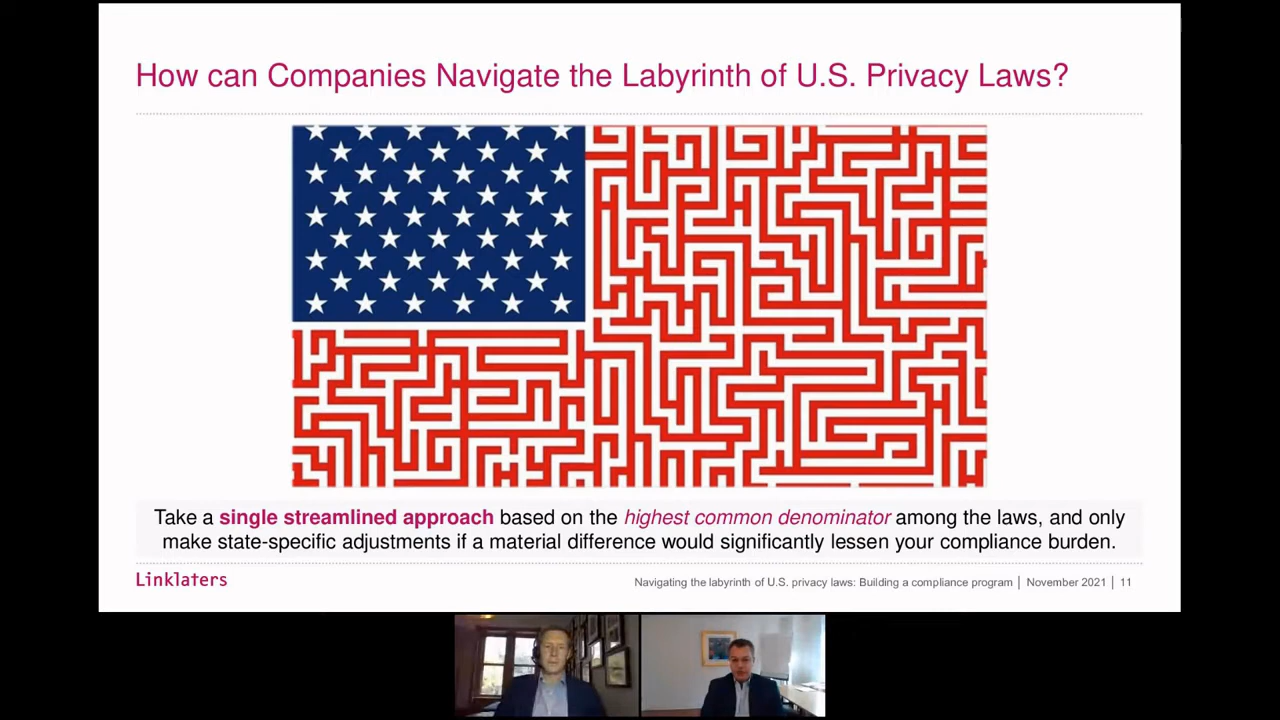 How can Companies Navigate the Labyrinth of U.S. Privacy Laws?
Take a single streamlined approach based on the highest common denominator among the laws, and only
make state-specific adjustments if a material difference would significantly lessen your compliance burden.
Linklaters
Navigating the labyrinth of U.S. privacy laws: Building a compliance program | November 2021 | 11